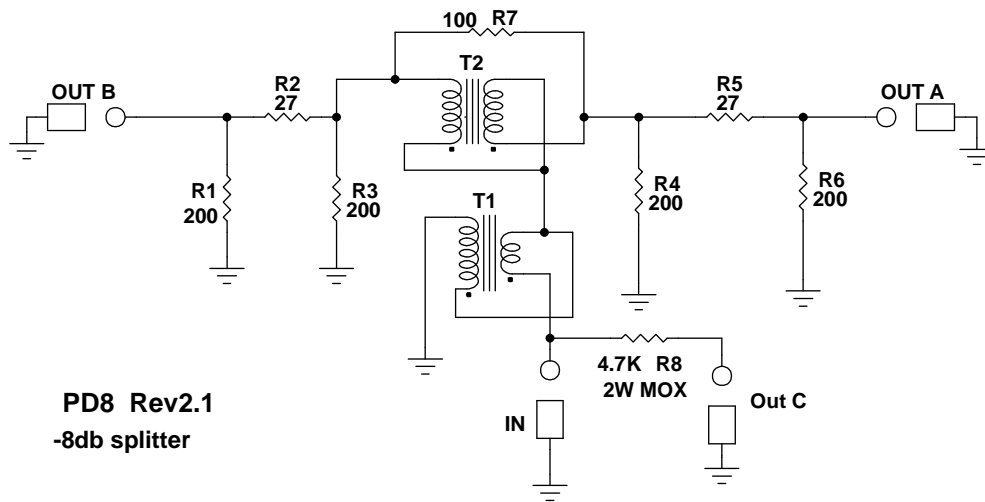 100 R7
T2
OUT B
R2
27
R5
27
OUT A
R1
200
R3
200
T1
R4
200
R6
200
4.7K R8
2W MOX
IN
Out C
PD8 Rev2.1
-8db splitter